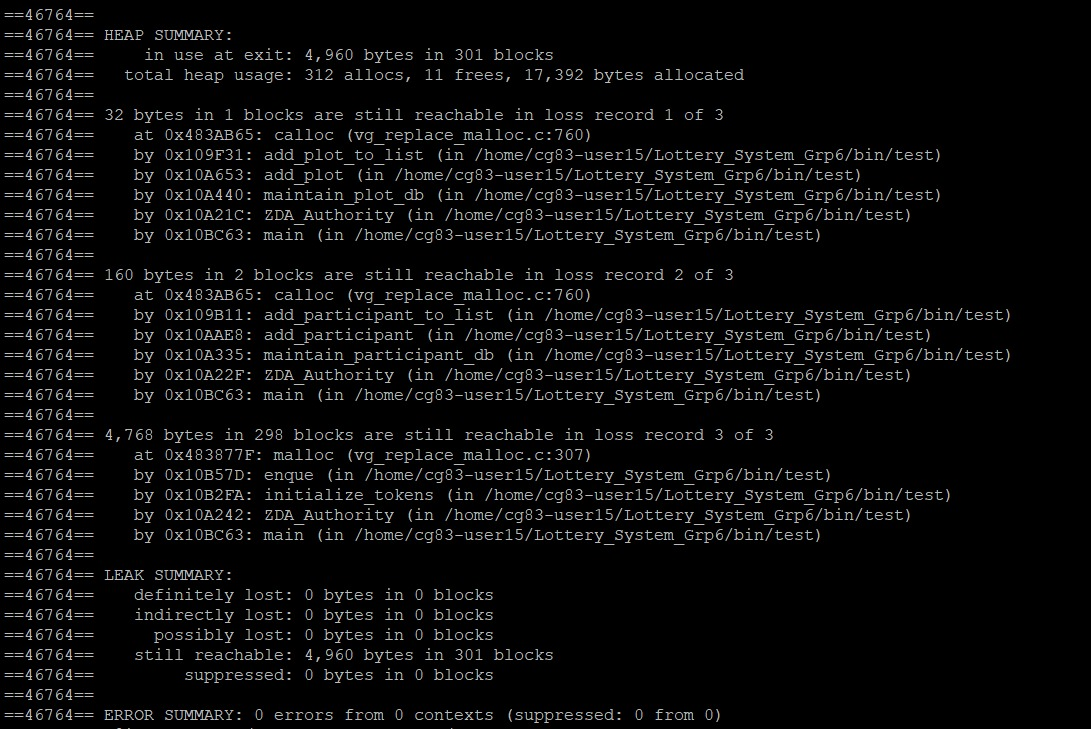 ==46764==
==46764== HEAP SUMMARY:
==46764==     in use at exit: 4,960 bytes in 301 blocks
==46764==   total heap usage: 312 allocs, 11 frees, 17,392 bytes allocated
==46764==
==46764== 32 bytes in 1 blocks are still reachable in loss record 1 of 3
==46764==    at 0x483AB65: calloc (vg_replace_malloc.c:760)
==46764==    by 0x109F31: add_plot_to_list (in /home/cg83-user15/Lottery_System_Grp6/bin/test)
==46764==    by 0x10A653: add_plot (in /home/cg83-user15/Lottery_System_Grp6/bin/test)
==46764==    by 0x10A440: maintain_plot_db (in /home/cg83-user15/Lottery_System_Grp6/bin/test)
==46764==    by 0x10A21C: ZDA_Authority (in /home/cg83-user15/Lottery_System_Grp6/bin/test)
==46764==    by 0x10BC63: main (in /home/cg83-user15/Lottery_System_Grp6/bin/test)
==46764==
==46764== 160 bytes in 2 blocks are still reachable in loss record 2 of 3
==46764==    at 0x483AB65: calloc (vg_replace_malloc.c:760)
==46764==    by 0x109B11: add_participant_to_list (in /home/cg83-user15/Lottery_System_Grp6/bin/test)
==46764==    by 0x10AAE8: add_participant (in /home/cg83-user15/Lottery_System_Grp6/bin/test)
==46764==    by 0x10A335: maintain_participant_db (in /home/cg83-user15/Lottery_System_Grp6/bin/test)
==46764==    by 0x10A22F: ZDA_Authority (in /home/cg83-user15/Lottery_System_Grp6/bin/test)
==46764==    by 0x10BC63: main (in /home/cg83-user15/Lottery_System_Grp6/bin/test)
==46764==
==46764== 4,768 bytes in 298 blocks are still reachable in loss record 3 of 3
==46764==    at 0x483877F: malloc (vg_replace_malloc.c:307)
==46764==    by 0x10B57D: enque (in /home/cg83-user15/Lottery_System_Grp6/bin/test)
==46764==    by 0x10B2FA: initialize_tokens (in /home/cg83-user15/Lottery_System_Grp6/bin/test)
==46764==    by 0x10A242: ZDA_Authority (in /home/cg83-user15/Lottery_System_Grp6/bin/test)
==46764==    by 0x10BC63: main (in /home/cg83-user15/Lottery_System_Grp6/bin/test)
==46764==
==46764== LEAK SUMMARY:
==46764==    definitely lost: 0 bytes in 0 blocks
==46764==    indirectly lost: 0 bytes in 0 blocks
==46764==      possibly lost: 0 bytes in 0 blocks
==46764==    still reachable: 4,960 bytes in 301 blocks
==46764==         suppressed: 0 bytes in 0 blocks
==46764==
==46764== ERROR SUMMARY: 0 errors from 0 contexts (suppressed: 0 from 0)